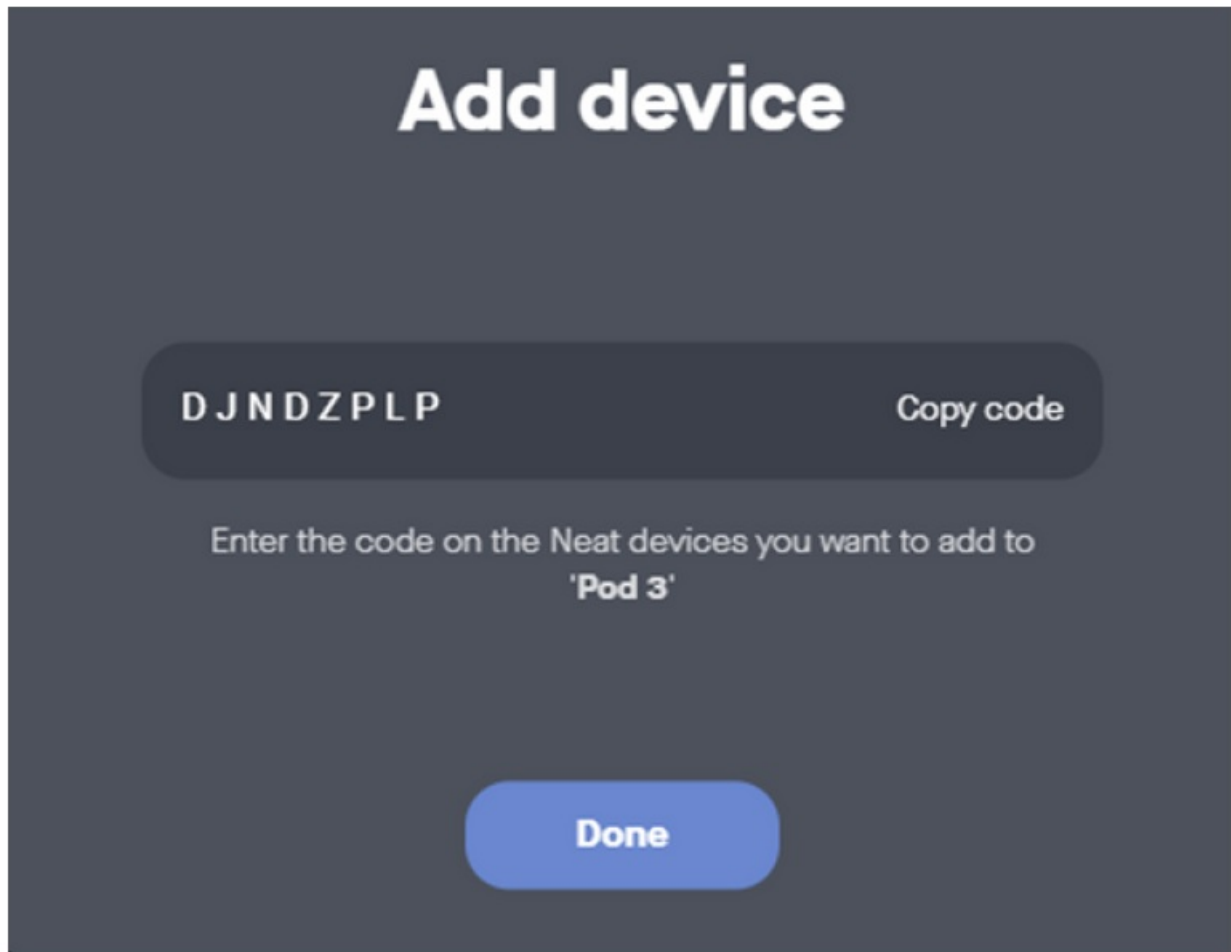 Add device
D J N D Z P L P Copy code
Enter the code on the Neat devices you want to add to
'Pod 3'
Done